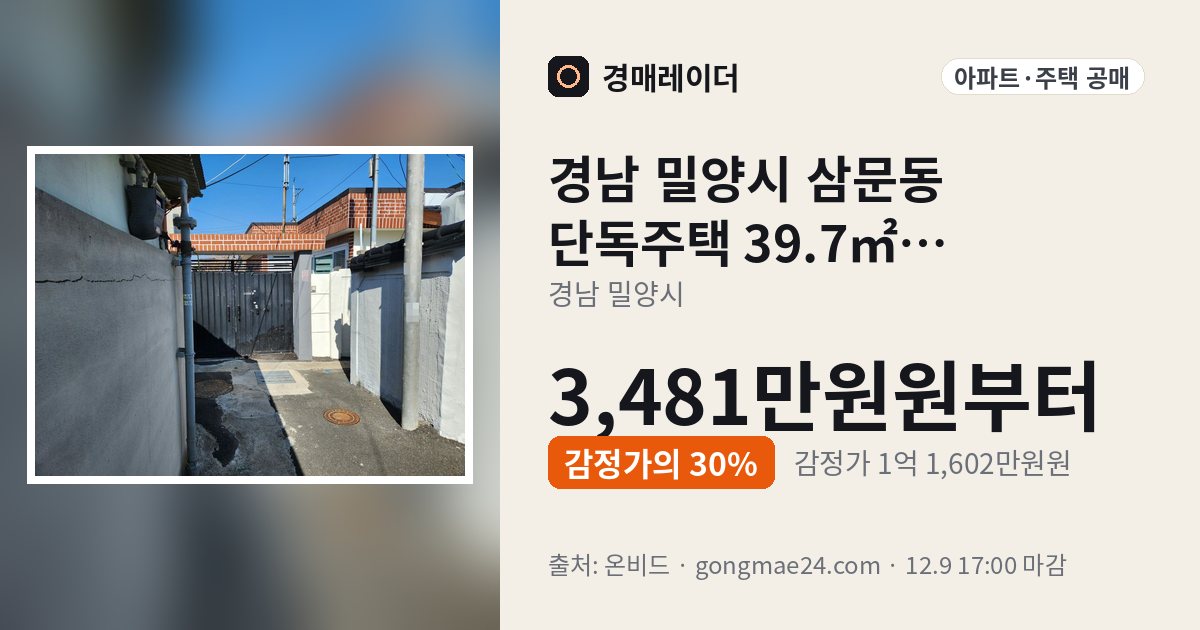 경매레이더
아파트·주택 공매
경남 밀양시 삼문동
단독주택 39.7㎡…
경남 밀양시
3,481만원원부터
감정가의 30%
감정가 1억 1,602만원원
출처: 온비드 · gongmae24.com · 12.9 17:00 마감